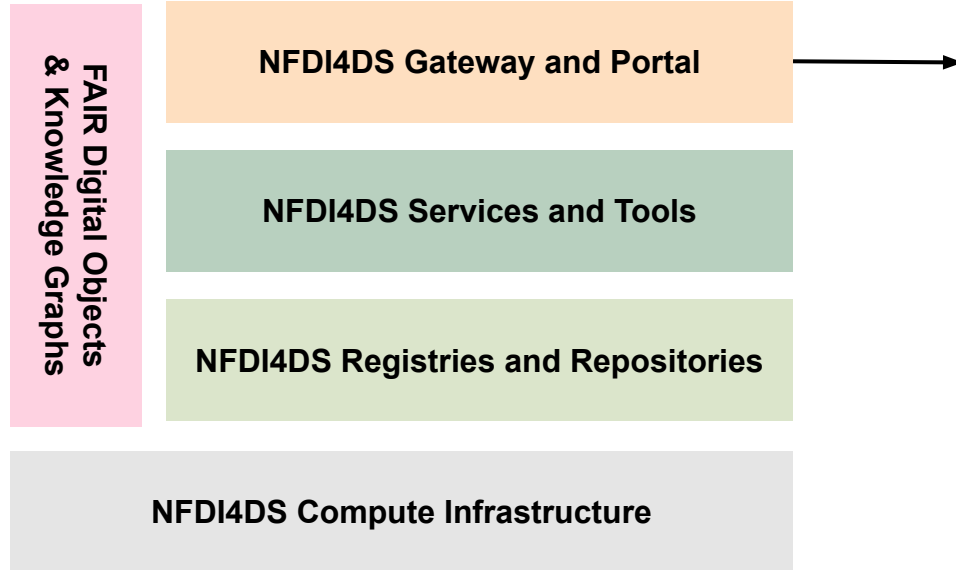 FAIR Digital Objects
& Knowledge Graphs
NFDI4DS Gateway and Portal
NFDI4DS Services and Tools
NFDI4DS Registries and Repositories
NFDI4DS Compute Infrastructure